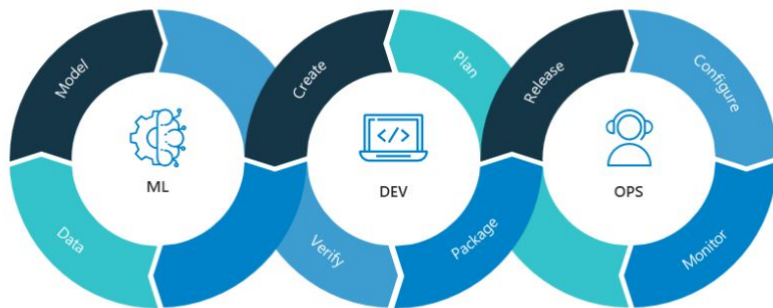 Model
Data
ML
Create
Plan
Verify
Package
DEV
Release
Configure
Monitor
OPS